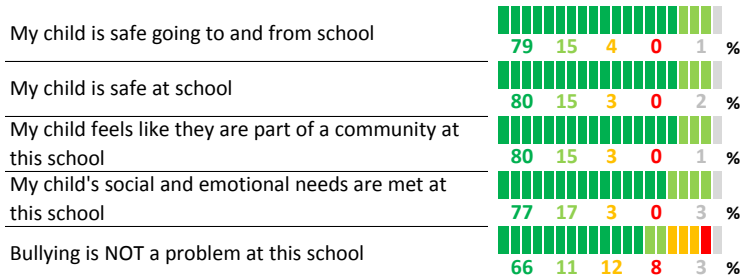 My child is safe going to and from school
79 15 4 0 1 %
My child is safe at school
80 15 3 0 2 %
My child feels like they are part of a community at
this school
80 15 3 0 1 %
My child's social and emotional needs are met at
this school
77 17 3 0 3 %
Bullying is NOT a problem at this school
66 11 12 8 3 %